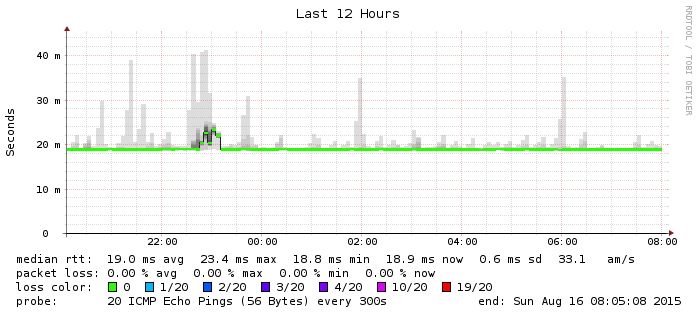 Last 12 Hours
RRDTOOL / TOBI OETIKER
Seconds
40 m
30 m
20 m
10 m
0
22:00 00:00 02:00 04:00 06:00 08:00
median rtt: 19.0 ms avg 23.4 ms max 18.8 ms min 18.9 ms now 0.6 ms sd 33.1 am/s
packet loss: 0.00 % avg 0.00 % max 0.00 % min 0.00 % now
loss color: 0 1/20 2/20 3/20 4/20 10/20 19/20
probe: 20 ICMP Echo Pings (56 Bytes) every 300s end: Sun Aug 16 08:05:08 2015